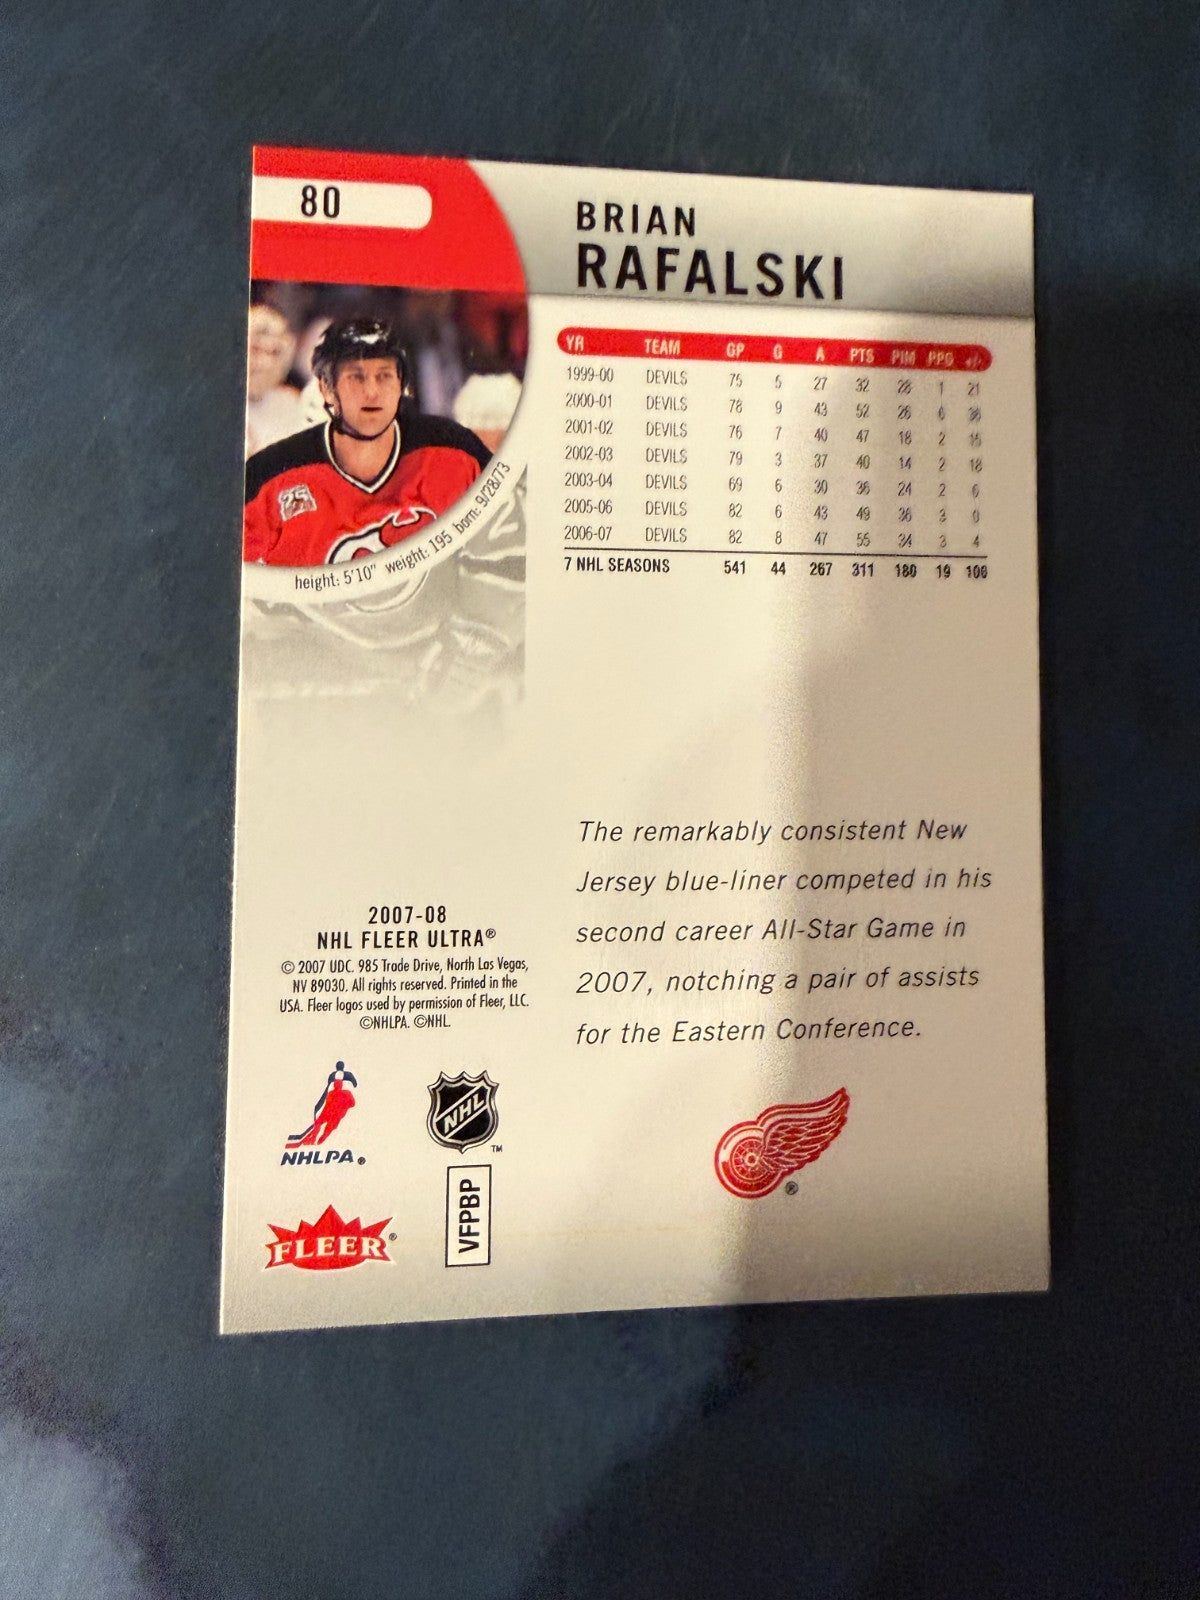 80
BRIAN
RAFALSKI
YR TEAM GP G A PTS PIM PPG +/-
1999-00 DEVILS 75 5 27 32 28 1 21
2000-01 DEVILS 78 9 43 52 26 6 36
2001-02 DEVILS 76 7 40 47 18 2 15
2002-03 DEVILS 79 3 37 40 14 2 18
2003-04 DEVILS 69 6 30 36 24 2 6
2005-06 DEVILS 82 6 43 49 36 3 0
2006-07 DEVILS 82 8 47 55 34 3 4
7 NHL SEASONS 541 44 267 311 180 19 100
25
height: 5'10" weight: 195 born: 9/28/73
The remarkably consistent New
Jersey blue-liner competed in his
second career All-Star Game in
2007, notching a pair of assists
for the Eastern Conference.
2007-08
NHL FLEER ULTRA®
© 2007 UDC. 985 Trade Drive, North Las Vegas,
NV 89030. All rights reserved. Printed in the
USA. Fleer logos used by permission of Fleer, LLC.
©NHLPA. ©NHL.
NHLPA®
NHL™
FLEER®
VFPBP
®